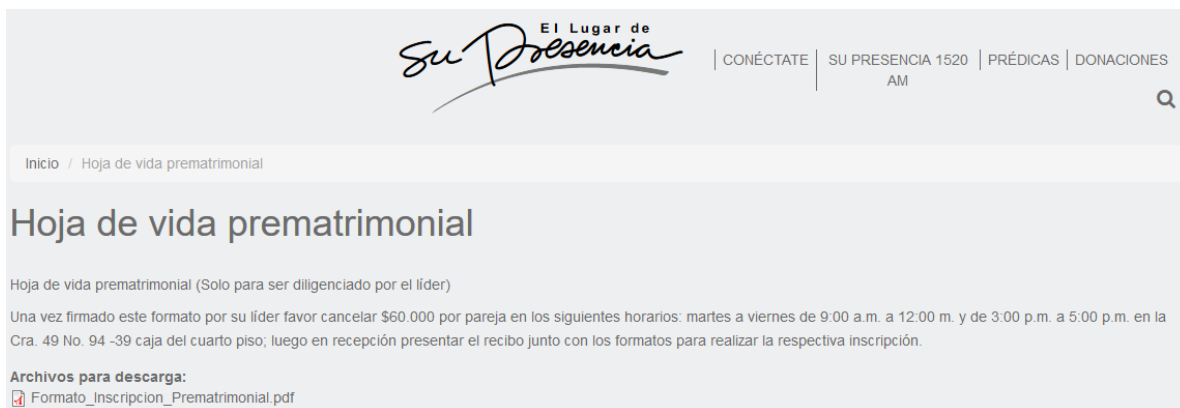 El Lugar de
Su Presencia
CONÉCTATE
SU PRESENCIA 1520
AM
PRÉDICAS
DONACIONES
Inicio / Hoja de vida prematrimonial
Hoja de vida prematrimonial
Hoja de vida prematrimonial (Solo para ser diligenciado por el líder)
Una vez firmado este formato por su líder favor cancelar $60.000 por pareja en los siguientes horarios: martes a viernes de 9:00 a.m. a 12:00 m. y de 3:00 p.m. a 5:00 p.m. en la
Cra. 49 No. 94 -39 caja del cuarto piso; luego en recepción presentar el recibo junto con los formatos para realizar la respectiva inscripción.
Archivos para descarga:
Formato_Inscripcion_Prematrimonial.pdf